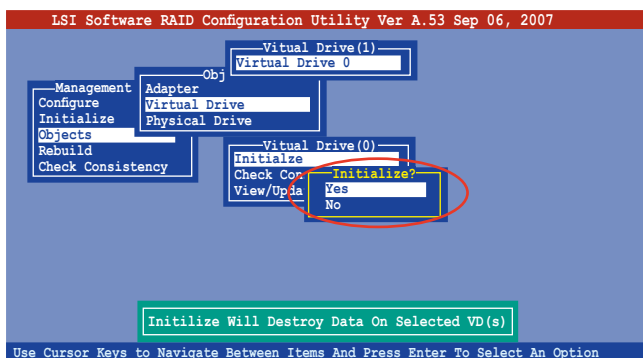 LSI Software RAID Configuration Utility Ver A.53 Sep 06, 2007
Vitual Drive(1)
Virtual Drive 0
Obj
Adapter
Virtual Drive
Physical Drive
Management
Configure
Initialize
Objects
Rebuild
Check Consistency
Vitual Drive(0)
Initialze
Check Con
View/Upda
Initialize?
Yes
No
Initilize Will Destroy Data On Selected VD(s)
Use Cursor Keys to Navigate Between Items And Press Enter To Select An Option